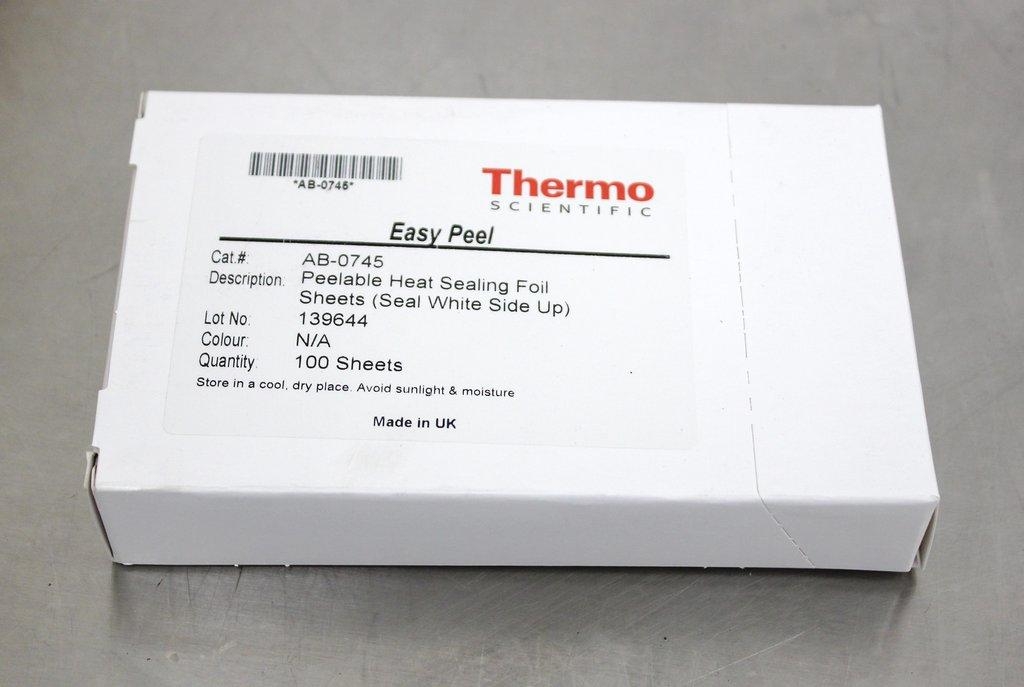 *AB-0745*
Thermo
SCIENTIFIC
Easy Peel
Cat.#: AB-0745
Description: Peelable Heat Sealing Foil
Sheets (Seal White Side Up)
Lot No: 139644
Colour: N/A
Quantity: 100 Sheets
Store in a cool, dry place. Avoid sunlight & moisture
Made in UK